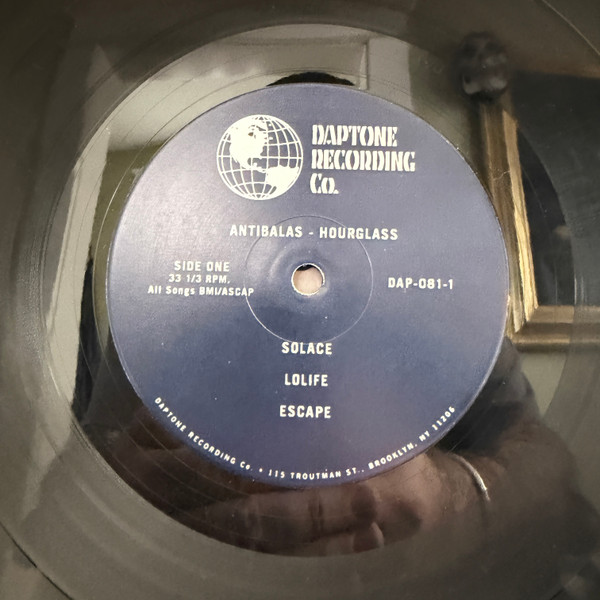 DAPTONE
RECORDING
Co.
ANTIBALAS - HOURGLASS
SIDE ONE
33 1/3 RPM.
All Songs BMI/ASCAP
DAP-081-1
SOLACE
LOLIFE
ESCAPE
DAPTONE RECORDING Co. • 115 TROUTMAN ST., BROOKLYN, NY 11206